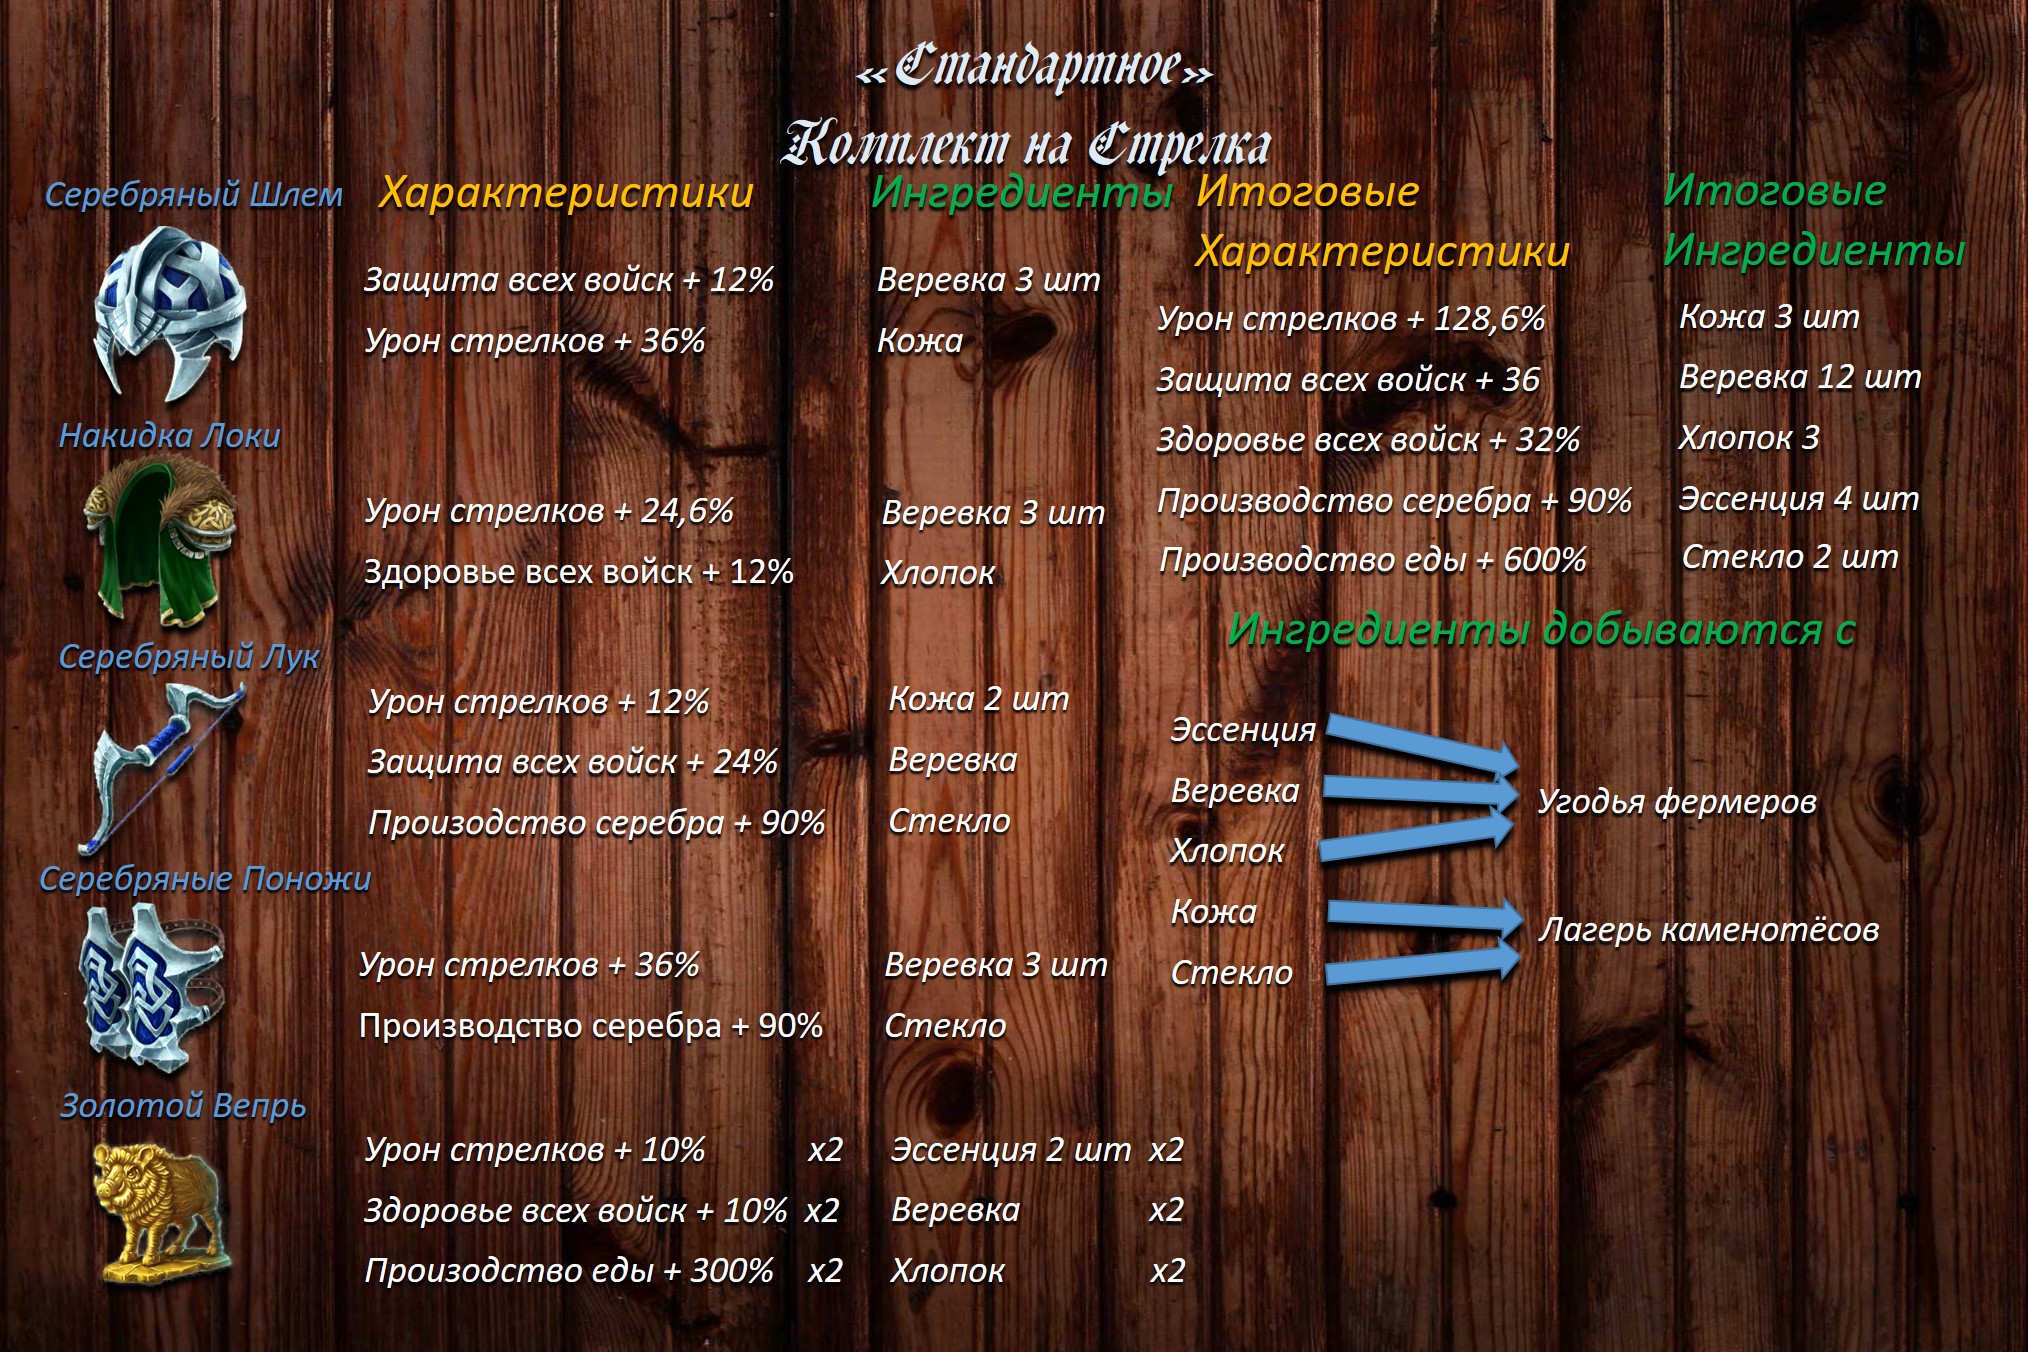 «Стандартное»
Комплект на Стрелка
Серебряный Шлем
Характеристики
Ингредиенты
Защита всех войск + 12%
Веревка 3 шт
Урон стрелков + 36%
Кожа
Накидка Локи
Урон стрелков + 24,6%
Веревка 3 шт
Здоровье всех войск + 12%
Хлопок
Серебряный Лук
Урон стрелков + 12%
Кожа 2 шт
Защита всех войск + 24%
Веревка
Произодство серебра + 90%
Стекло
Серебряные Поножи
Урон стрелков + 36%
Веревка 3 шт
Производство серебра + 90%
Стекло
Золотой Вепрь
Урон стрелков + 10% x2
Эссенция 2 шт x2
Здоровье всех войск + 10% x2
Веревка x2
Произодство еды + 300% x2
Хлопок x2
Итоговые
Характеристики
Урон стрелков + 128,6%
Защита всех войск + 36
Здоровье всех войск + 32%
Производство серебра + 90%
Производство еды + 600%
Итоговые
Ингредиенты
Кожа 3 шт
Веревка 12 шт
Хлопок 3
Эссенция 4 шт
Стекло 2 шт
Ингредиенты добываются с
Эссенция
Веревка
Хлопок
Угодья фермеров
Кожа
Стекло
Лагерь каменотёсов